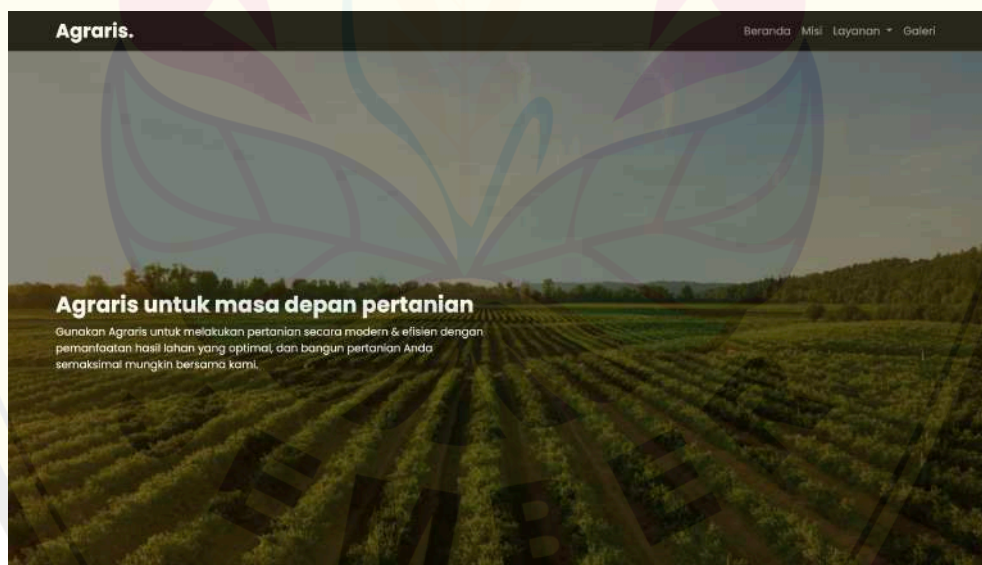 Agraris.
Beranda Misi Layanan Galeri
Agraris untuk masa depan pertanian
Gunakan Agraris untuk melakukan pertanian secara modern & efisien dengan
pemanfaatan hasil lahan yang optimal, dan bangun pertanian Anda
semaksimal mungkin bersama kami.